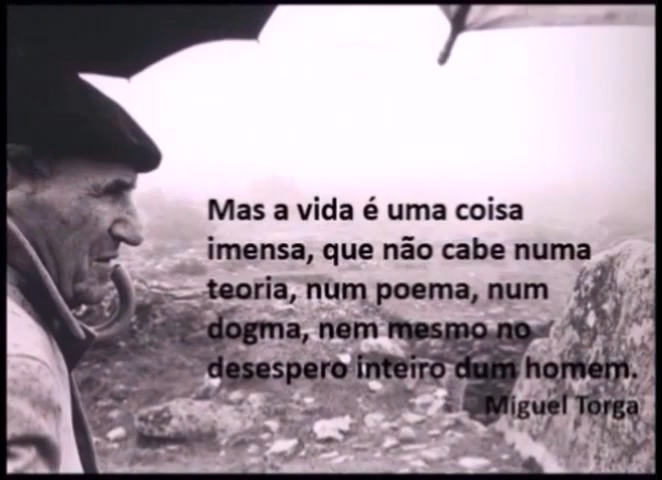 Mas a vida é uma coisa
imensa, que não cabe numa
teoria, num poema, num
dogma, nem mesmo no
desespero inteiro dum homem.
Miguel Torga